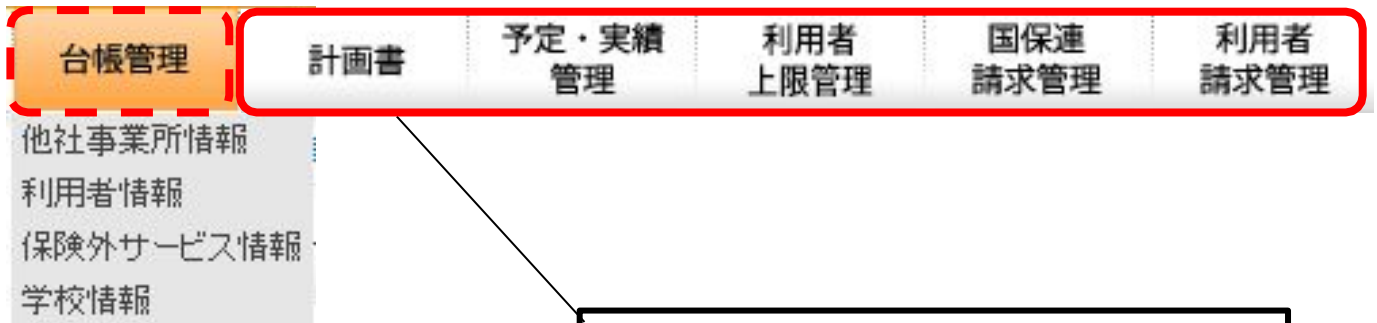 台帳管理
計画書
予定・実績
管理
利用者
上限管理
国保連
請求管理
利用者
請求管理
他社事業所情報
利用者情報
保険外サービス情報
学校情報